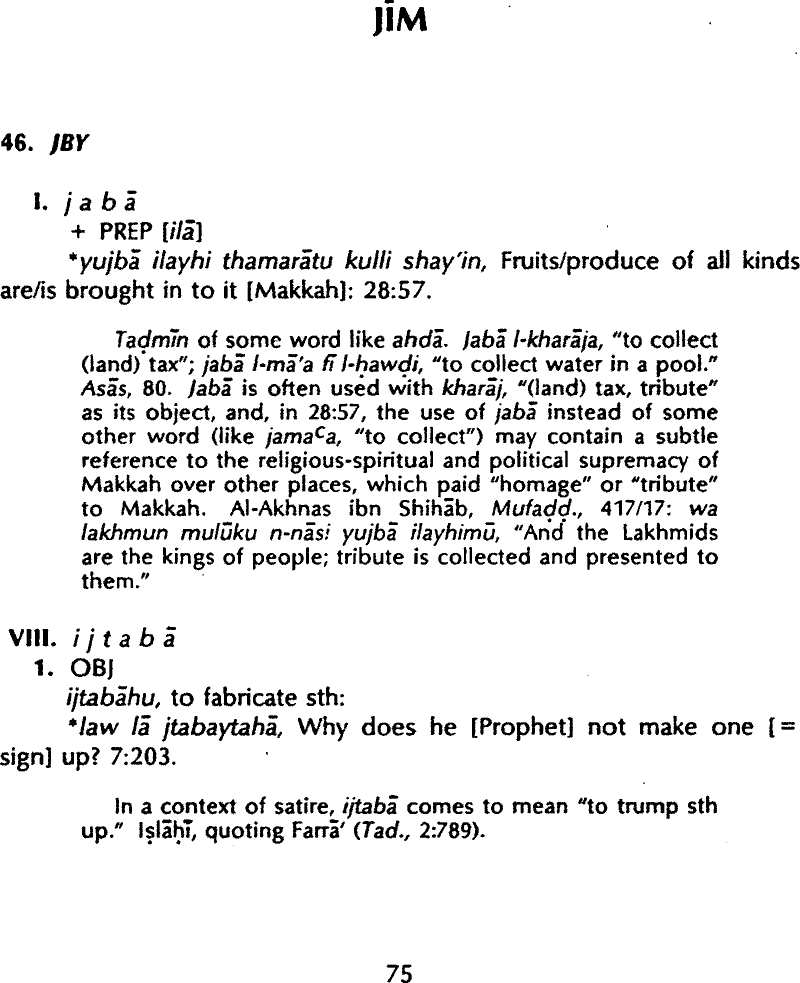 JĪM
46. JBY
I. j a b ā
+ PREP [ilā]
*yujbā ilayhi thamarātu kulli shay'in, Fruits/produce of all kinds
are/is brought in to it [Makkah]: 28:57.
Taḍmīn of some word like ahdā. Jabā l-kharāja, "to collect
(land) tax"; jabā l-mā'a fī l-ḥawḍi, "to collect water in a pool."
Asās, 80. Jabā is often used with kharāj, "(land) tax, tribute"
as its object, and, in 28:57, the use of jabā instead of some
other word (like jamaᶜa, "to collect") may contain a subtle
reference to the religious-spiritual and political supremacy of
Makkah over other places, which paid "homage" or "tribute"
to Makkah. Al-Akhnas ibn Shihāb, Mufaḍḍ., 417/17: wa
lakhmun mulūku n-nāsi yujbā ilayhimū, "And the Lakhmids
are the kings of people; tribute is collected and presented to
them."
VIII. i j t a b ā
1. OBJ
ijtabāhu, to fabricate sth:
*law lā jtabaytahā, Why does he [Prophet] not make one [=
sign] up? 7:203.
In a context of satire, ijtabā comes to mean "to trump sth
up." Iṣlāḥī, quoting Farrā' (Tad., 2:789).
75